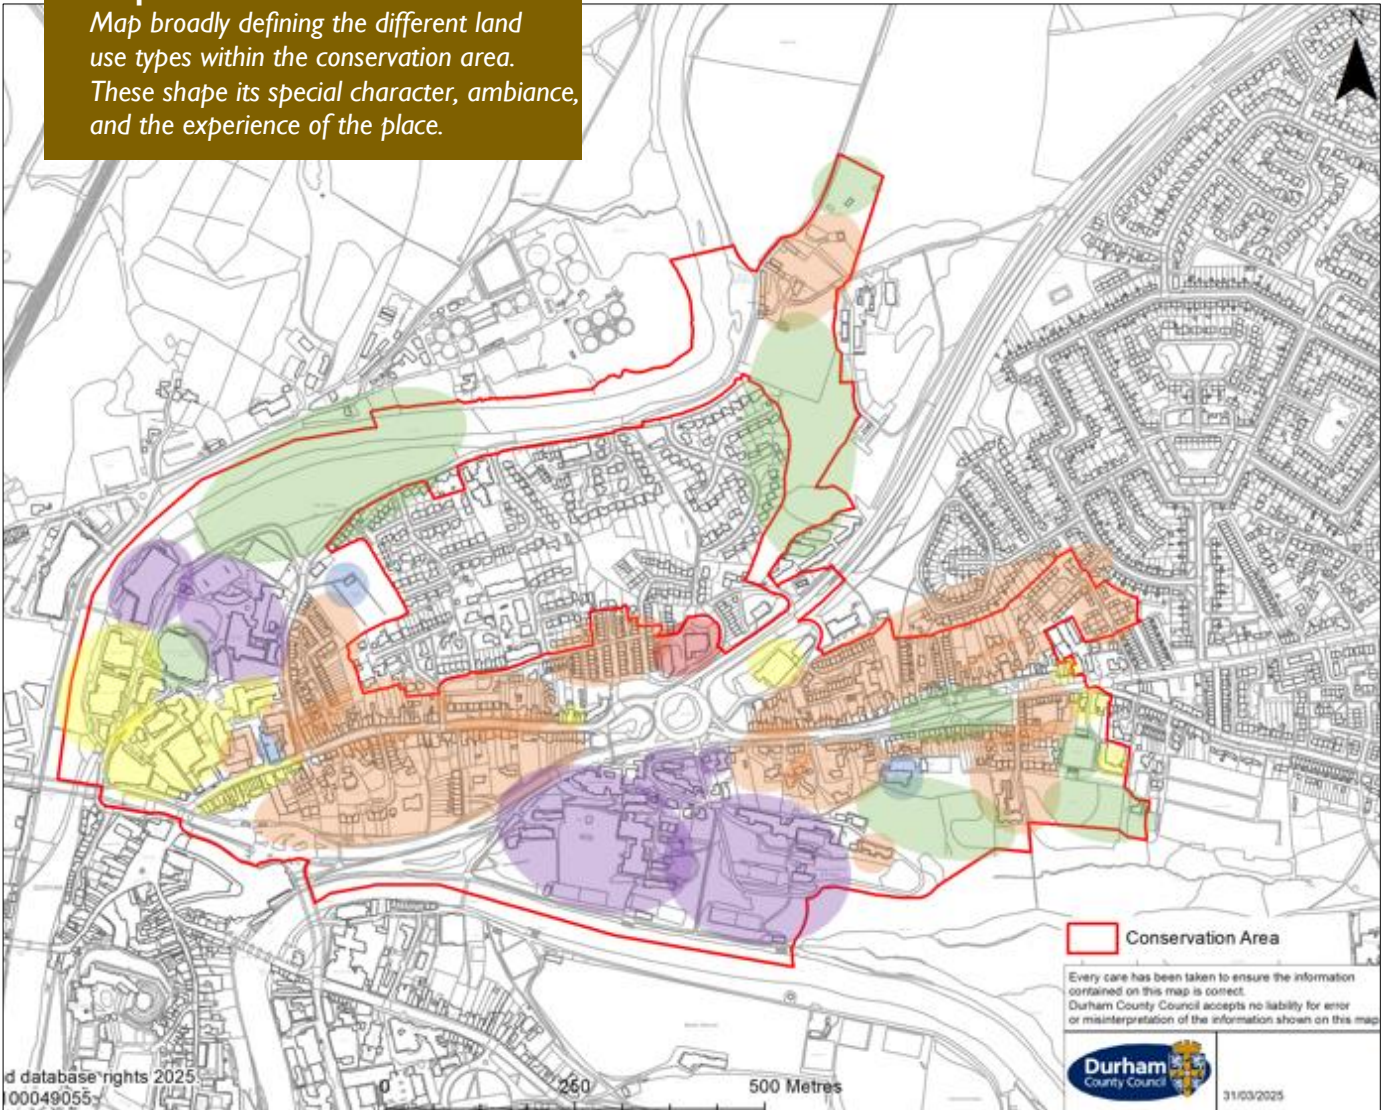 Map broadly defining the different land
use types within the conservation area.
These shape its special character, ambiance,
and the experience of the place.
N
Conservation Area
Every care has been taken to ensure the information
contained on this map is correct.
Durham County Council accepts no liability for error
or misinterpretation of the information shown on this map
Durham
County Council
31/03/2025
d database rights 2025
100049055
0 250 500 Metres